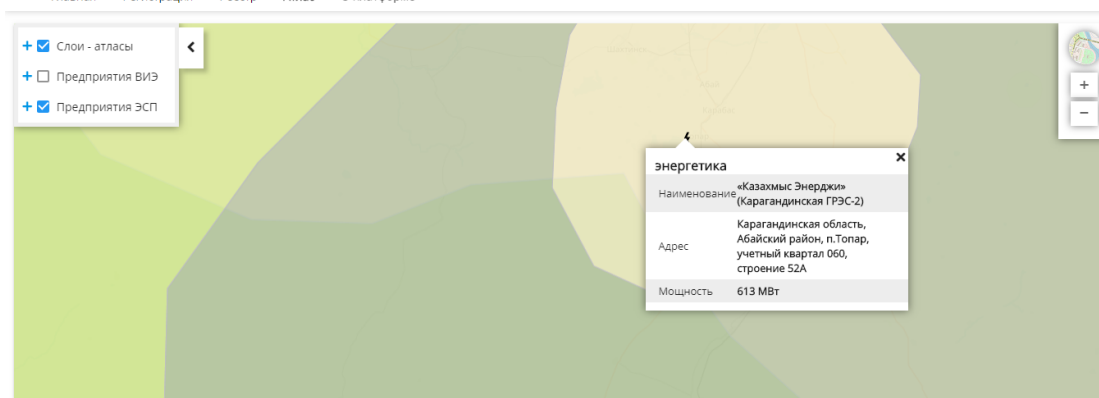 Слои - атласы
Предприятия ВИЭ
Предприятия ЭСП
энергетика
Наименование
«Казахмыс Энерджи»
(Карагандинская ГРЭС-2)
Адрес
Карагандинская область,
Абайский район, п.Топар,
учетный квартал 060,
строение 52А
Мощность 613 МВт